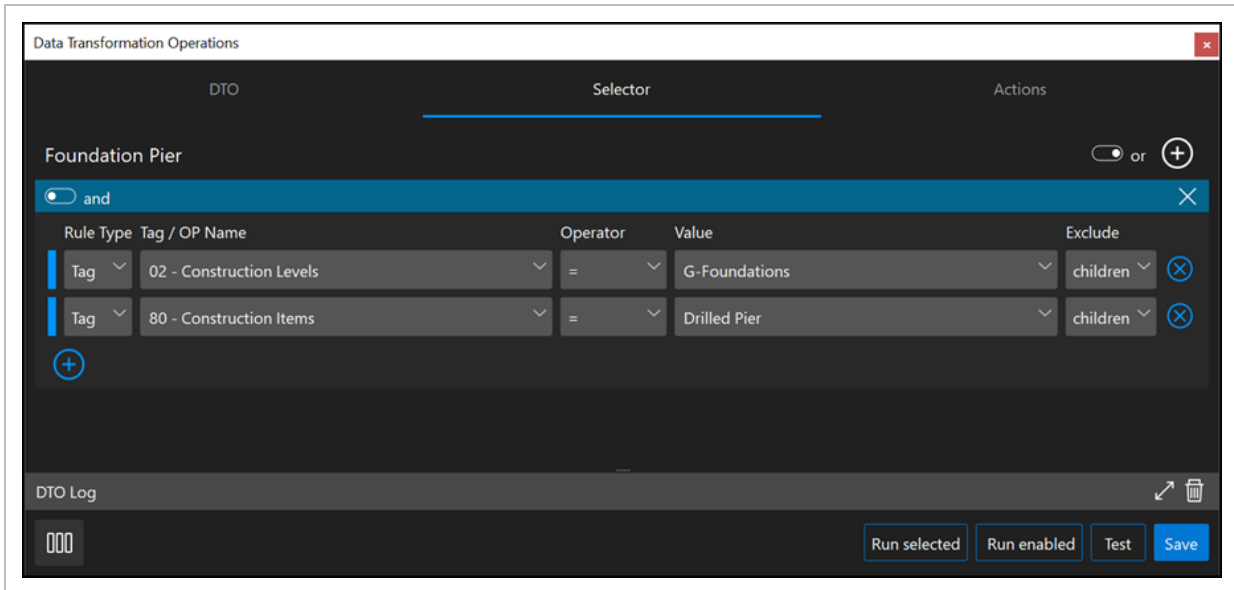 Data Transformation Operations
DTO Selector Actions
Foundation Pier or
and
Rule Type Tag / OP Name Operator Value Exclude
Tag 02 - Construction Levels = G-Foundations children
Tag 80 - Construction Items = Drilled Pier children
DTO Log
Run selected Run enabled Test Save